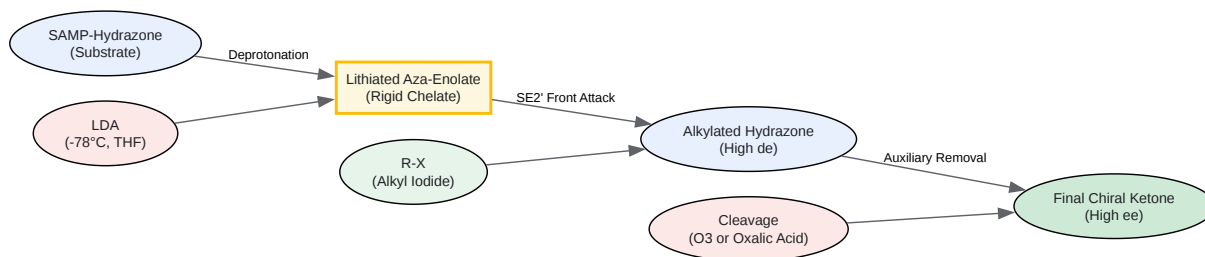 SAMP-Hydrazone
(Substrate)
Deprotonation
LDA
(-78°C, THF)
Lithiated Aza-Enolate
(Rigid Chelate)
SE2' Front Attack
R-X
(Alkyl Iodide)
Alkylated Hydrazone
(High de)
Auxiliary Removal
Cleavage
(O3 or Oxalic Acid)
Final Chiral Ketone
(High ee)